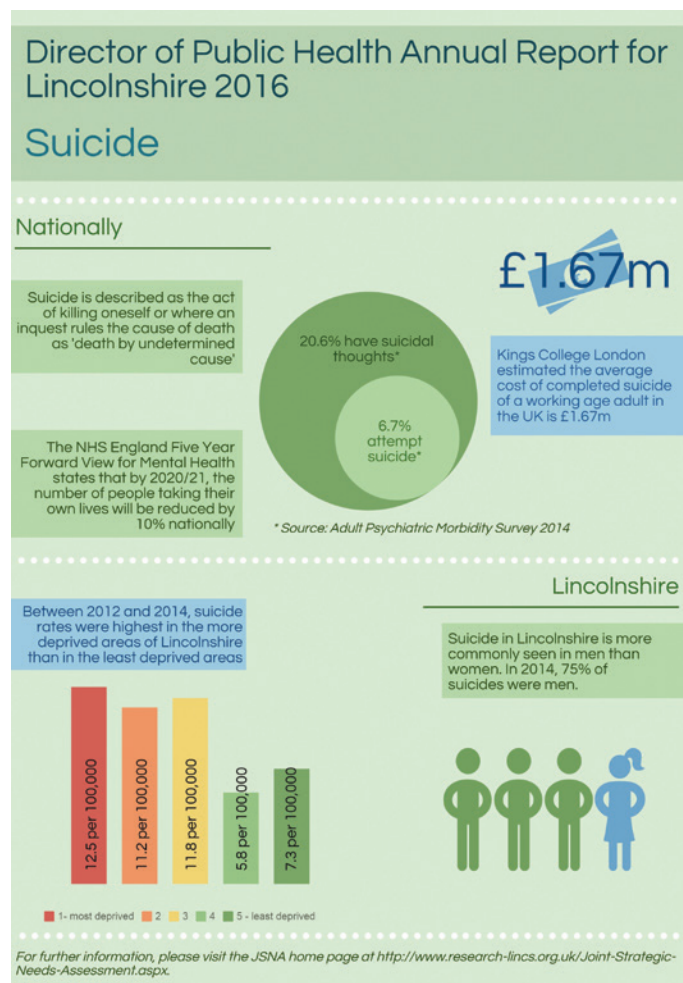 Director of Public Health Annual Report for
Lincolnshire 2016
Suicide
Nationally
Suicide is described as the act
of killing oneself or where an
inquest rules the cause of death
as 'death by undetermined
cause'
The NHS England Five Year
Forward View for Mental Health
states that by 2020/21, the
number of people taking their
own lives will be reduced by
10% nationally
20.6% have suicidal
thoughts*
6.7%
attempt
suicide*
* Source: Adult Psychiatric Morbidity Survey 2014
£1.67m
Kings College London
estimated the average
cost of completed suicide
of a working age adult in
the UK is £1.67m
Between 2012 and 2014, suicide
rates were highest in the more
deprived areas of Lincolnshire
than in the least deprived areas
12.5 per 100,000
11.2 per 100,000
11.8 per 100,000
5.8 per 100,000
7.3 per 100,000
1- most deprived 2 3 4 5 - least deprived
Lincolnshire
Suicide in Lincolnshire is more
commonly seen in men than
women. In 2014, 75% of
suicides were men.
For further information, please visit the JSNA home page at http://www.research-lincs.org.uk/Joint-Strategic-
Needs-Assessment.aspx.